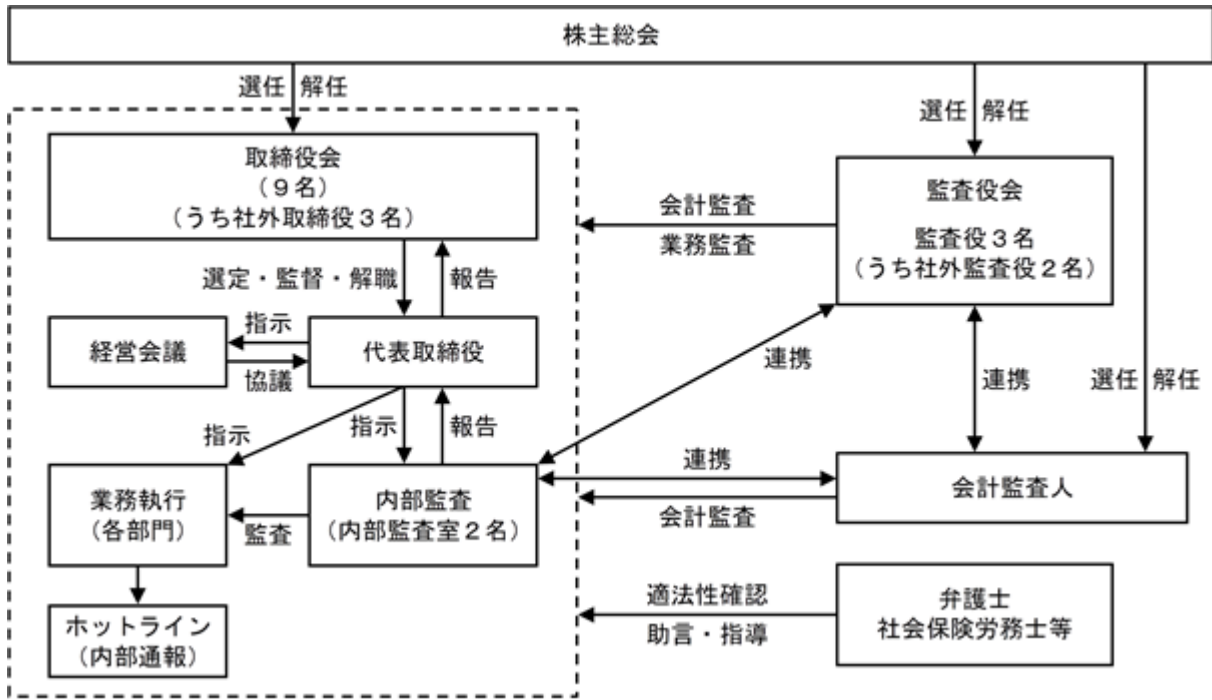 株主総会
選任 解任
取締役会
（９名）
（うち社外取締役３名）
選任 解任
監査役会
監査役３名
（うち社外監査役２名）
会計監査
業務監査
選定・監督・解職
報告
経営会議
指示
協議
代表取締役
連携
連携
選任 解任
指示
指示
報告
業務執行
（各部門）
監査
内部監査
（内部監査室２名）
連携
会計監査
会計監査人
ホットライン
（内部通報）
適法性確認
助言・指導
弁護士
社会保険労務士等